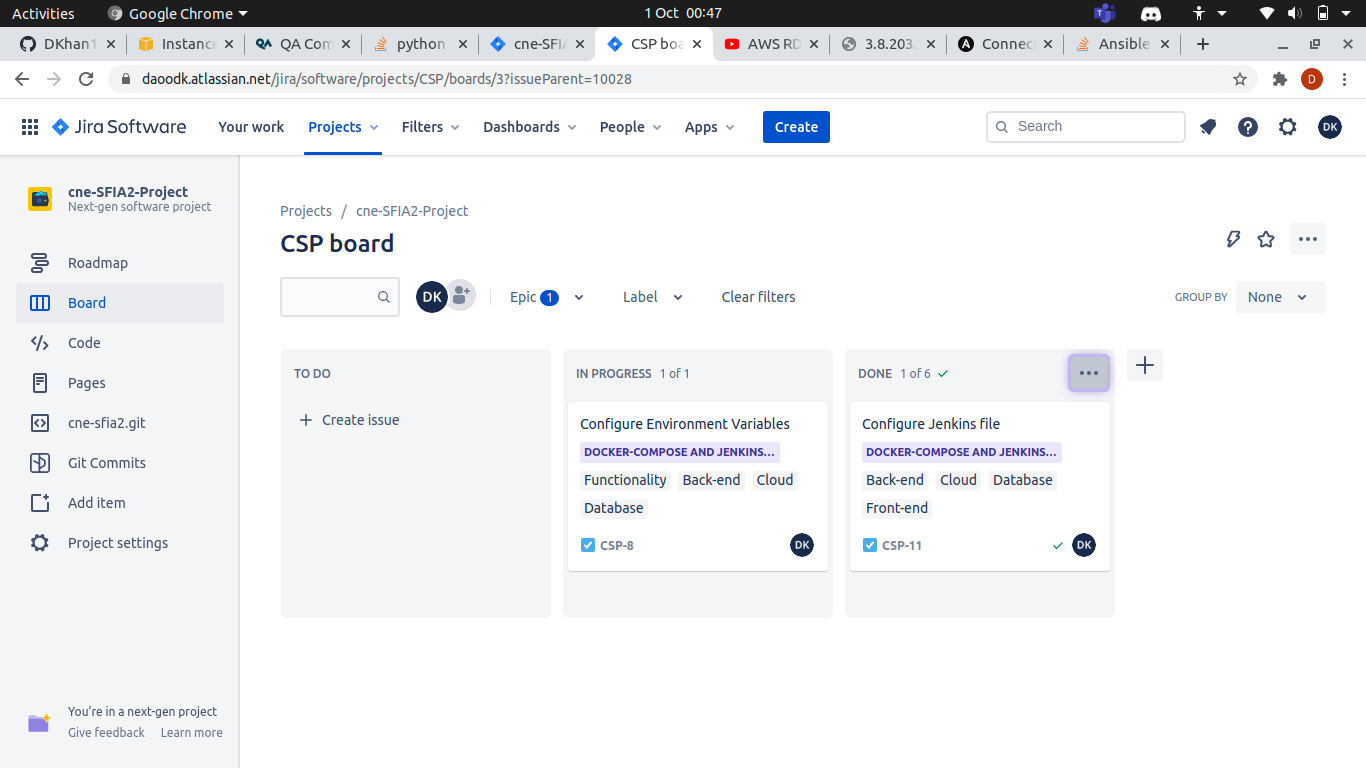 Activities Google Chrome 1 Oct 00:47
DKhan1 Instance QA Com python cne-SFIA CSP boa AWS RD 3.8.203. Connec Ansible
daoodk.atlassian.net/jira/software/projects/CSP/boards/3?issueParent=10028 D
Jira Software Your work Projects Filters Dashboards People Apps Create Search DK
cne-SFIA2-Project
Next-gen software project
Roadmap
Board
Code
Pages
cne-sfia2.git
Git Commits
Add item
Project settings
You're in a next-gen project
Give feedback Learn more
Projects / cne-SFIA2-Project
CSP board
DK Epic 1 Label Clear filters GROUP BY None
TO DO
+ Create issue
IN PROGRESS 1 of 1
Configure Environment Variables
DOCKER-COMPOSE AND JENKINS...
Functionality Back-end Cloud
Database
CSP-8 DK
DONE 1 of 6
Configure Jenkins file
DOCKER-COMPOSE AND JENKINS...
Back-end Cloud Database
Front-end
CSP-11 DK